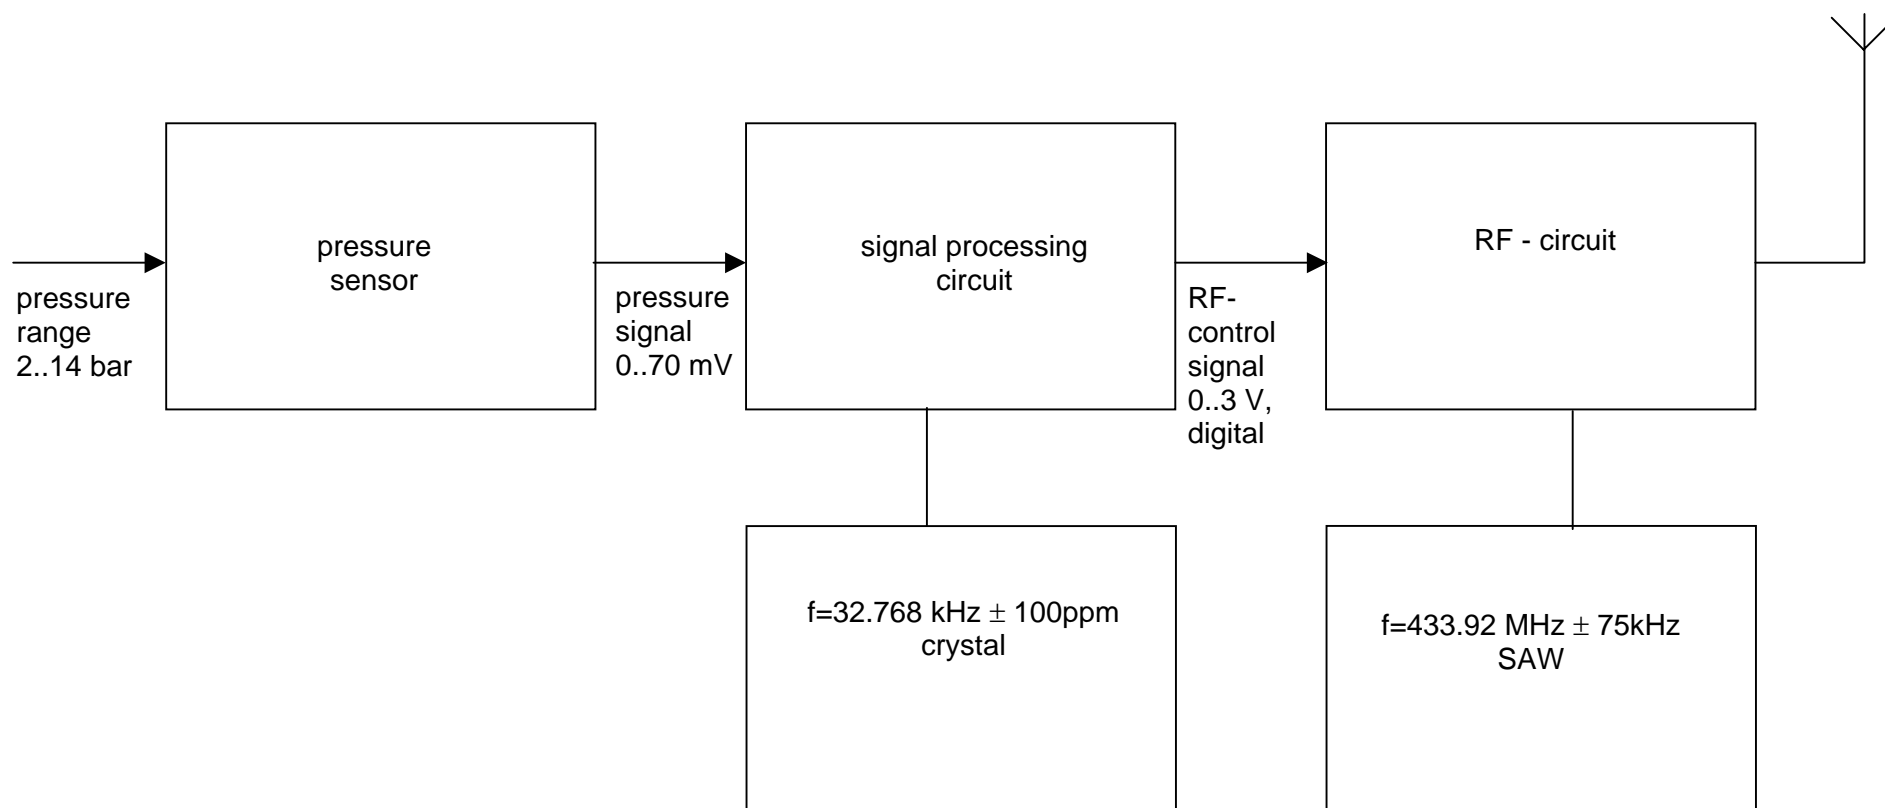 pressure
sensor
signal processing
circuit
RF - circuit
pressure
range
2..14 bar
pressure
signal
0..70 mV
RF-
control
signal
0..3 V,
digital
f=32.768 kHz ± 100ppm
crystal
f=433.92 MHz ± 75kHz
SAW